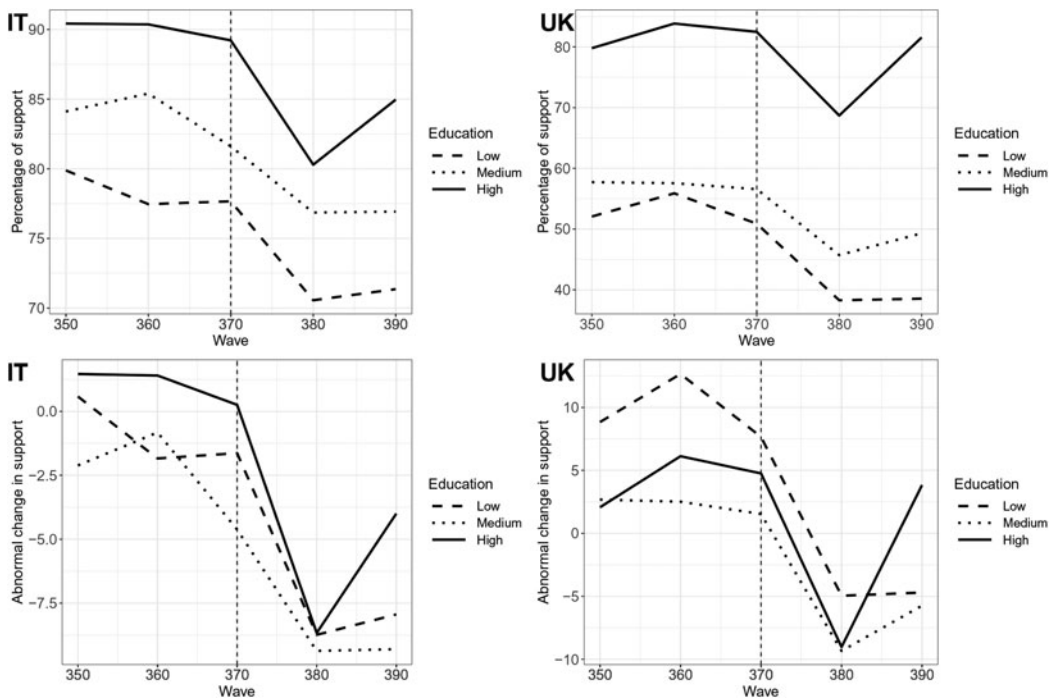 IT
Percentage of support
90
85
80
75
70
350 360 370 380 390
Wave
Education
Low
Medium
High
UK
Percentage of support
80
70
60
50
40
350 360 370 380 390
Wave
Education
Low
Medium
High
IT
Abnormal change in support
0.0
−2.5
−5.0
−7.5
350 360 370 380 390
Wave
Education
Low
Medium
High
UK
Abnormal change in support
10
5
0
−5
−10
350 360 370 380 390
Wave
Education
Low
Medium
High